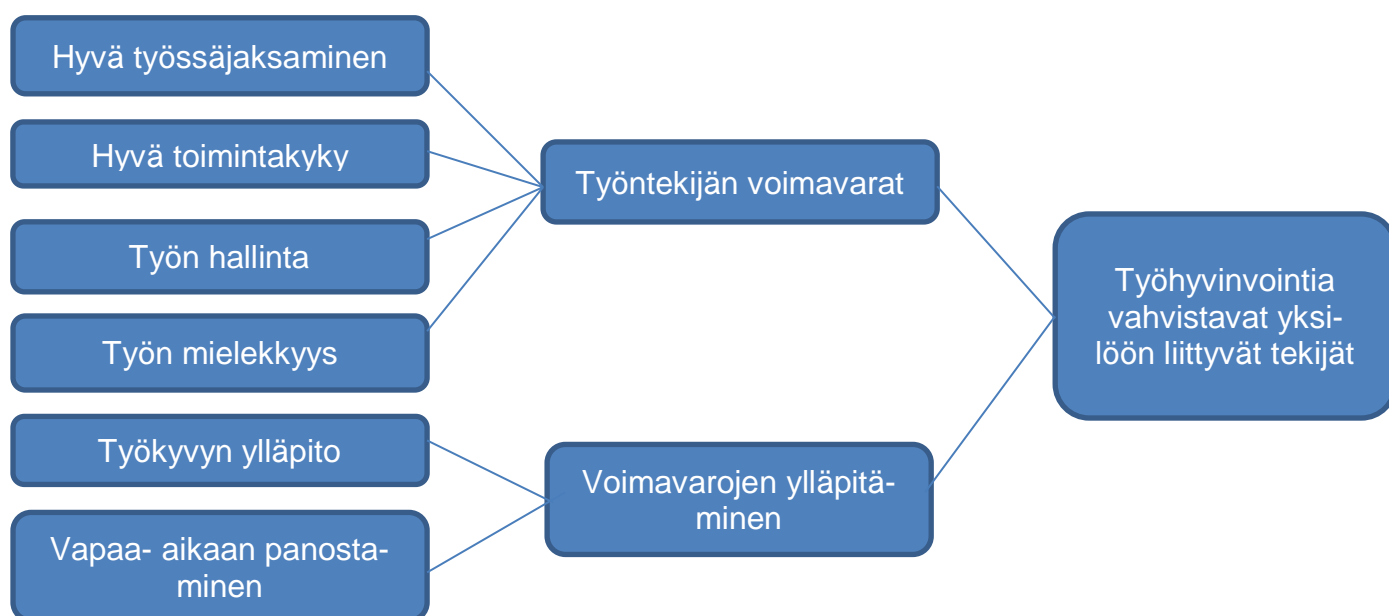 Hyvä työssäjaksaminen
Hyvä toimintakyky
Työn hallinta
Työn mielekkyys
Työkyvyn ylläpito
Vapaa- aikaan panosta-
minen
Työntekijän voimavarat
Voimavarojen ylläpitä-
minen
Työhyvinvointia
vahvistavat yksi-
löön liittyvät tekijät